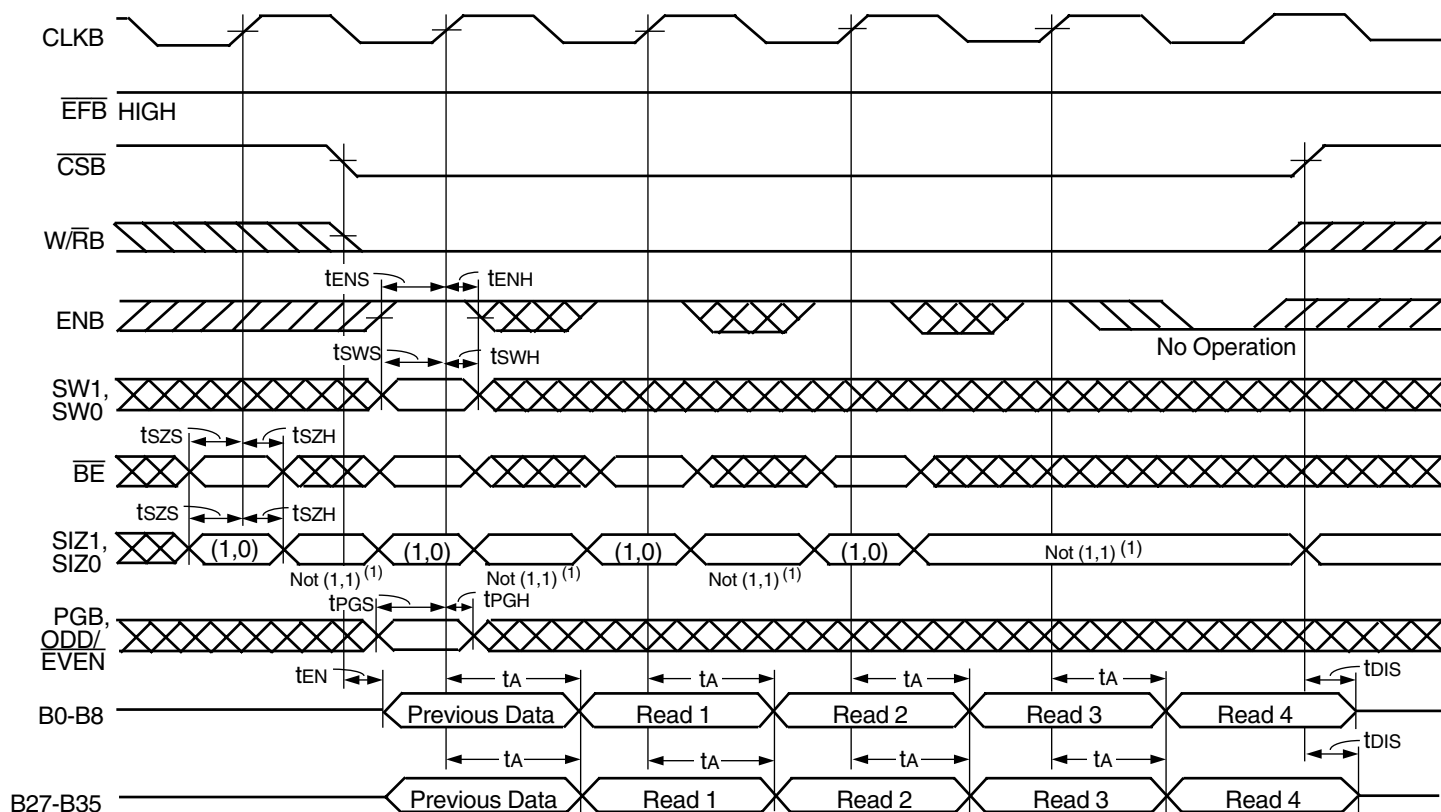 CLKB
EFB HIGH
CSB
W/RB
tENS tENH
ENB
No Operation
tSWS tSWH
SW1,
SW0
tSZS tSZH
BE
tSZS tSZH
SIZ1,
SIZ0
(1,0) (1,0) (1,0) (1,0) Not (1,1) (1)
Not (1,1) (1) Not (1,1) (1) Not (1,1) (1)
tPGS tPGH
PGB,
ODD/
EVEN
tEN tA tA tA tA tDIS
B0-B8 Previous Data Read 1 Read 2 Read 3 Read 4
tA tA tA tA tDIS
B27-B35 Previous Data Read 1 Read 2 Read 3 Read 4